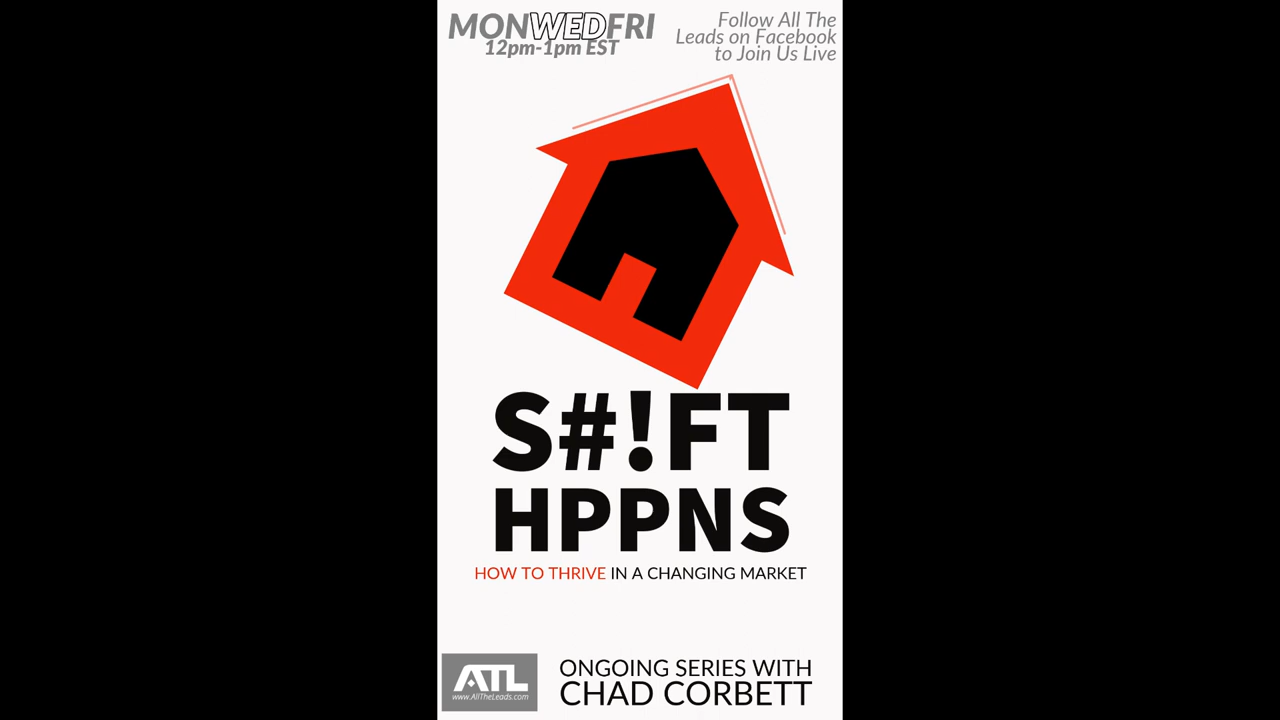 MONWEDFRI
12pm-1pm EST
Follow All The
Leads on Facebook
to Join Us Live
S#!FT
HPPNS
HOW TO THRIVE IN A CHANGING MARKET
ATL
www.AllTheLeads.com
ONGOING SERIES WITH
CHAD CORBETT